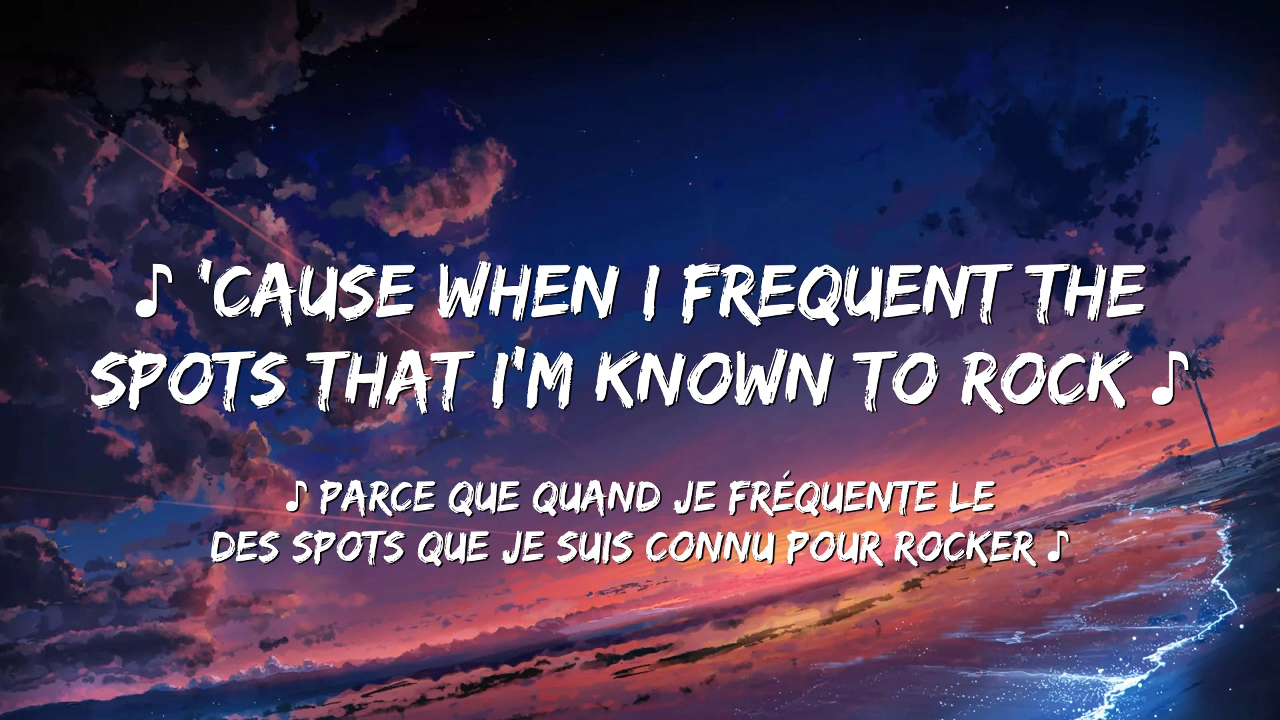 ♪ 'CAUSE WHEN I FREQUENT THE
SPOTS THAT I'M KNOWN TO ROCK ♪
♪ PARCE QUE QUAND JE FRÉQUENTE LE
DES SPOTS QUE JE SUIS CONNU POUR ROCKER ♪